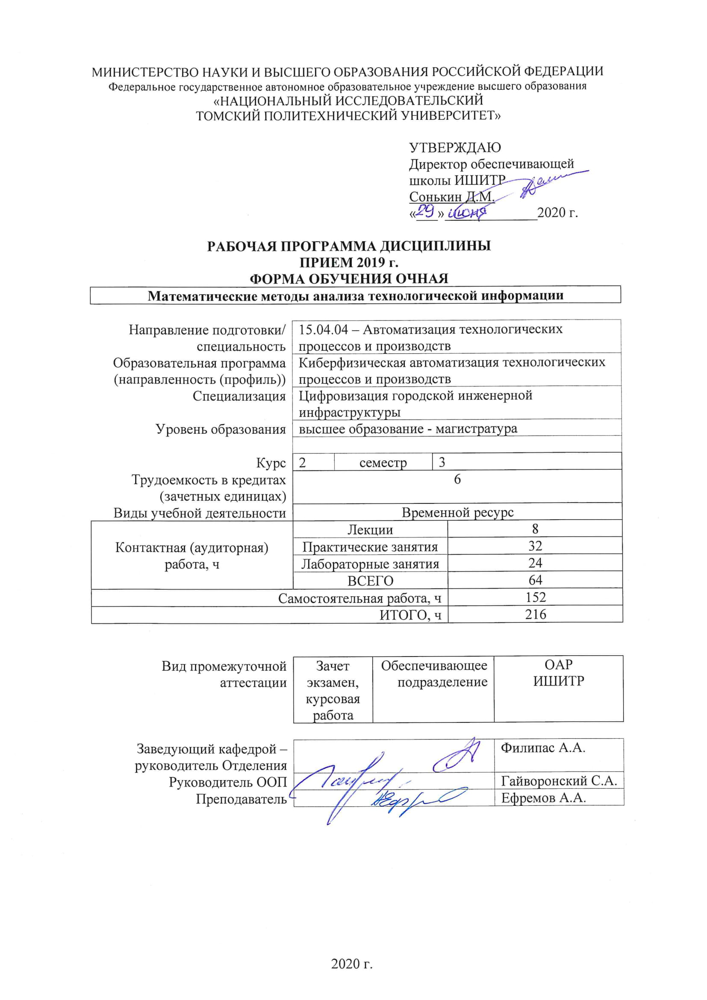 МИНИСТЕРСТВО НАУКИ И ВЫСШЕГО ОБРАЗОВАНИЯ РОССИЙСКОЙ ФЕДЕРАЦИИ
Федеральное государственное автономное образовательное учреждение высшего образования
«НАЦИОНАЛЬНЫЙ ИССЛЕДОВАТЕЛЬСКИЙ
ТОМСКИЙ ПОЛИТЕХНИЧЕСКИЙ УНИВЕРСИТЕТ»
УТВЕРЖДАЮ
Директор обеспечивающей
школы ИШИТР
Сонькин Д.М.
«29» июня 2020 г.
РАБОЧАЯ ПРОГРАММА ДИСЦИПЛИНЫ
ПРИЕМ 2019 г.
ФОРМА ОБУЧЕНИЯ ОЧНАЯ
Математические методы анализа технологической информации
Направление подготовки/ 15.04.04 – Автоматизация технологических
специальность процессов и производств
Образовательная программа Киберфизическая автоматизация технологических
(направленность (профиль)) процессов и производств
Специализация Цифровизация городской инженерной
инфраструктуры
Уровень образования высшее образование - магистратура
Курс 2 семестр 3
Трудоемкость в кредитах 6
(зачетных единицах)
Виды учебной деятельности Временной ресурс
Лекции 8
Контактная (аудиторная) Практические занятия 32
работа, ч Лабораторные занятия 24
ВСЕГО 64
Самостоятельная работа, ч 152
ИТОГО, ч 216
Вид промежуточной Зачет Обеспечивающее ОАР
аттестации экзамен, подразделение ИШИТР
курсовая
работа
Заведующий кафедрой – Филипас А.А.
руководитель Отделения
Руководитель ООП Гайворонский С.А.
Преподаватель Ефремов А.А.
2020 г.